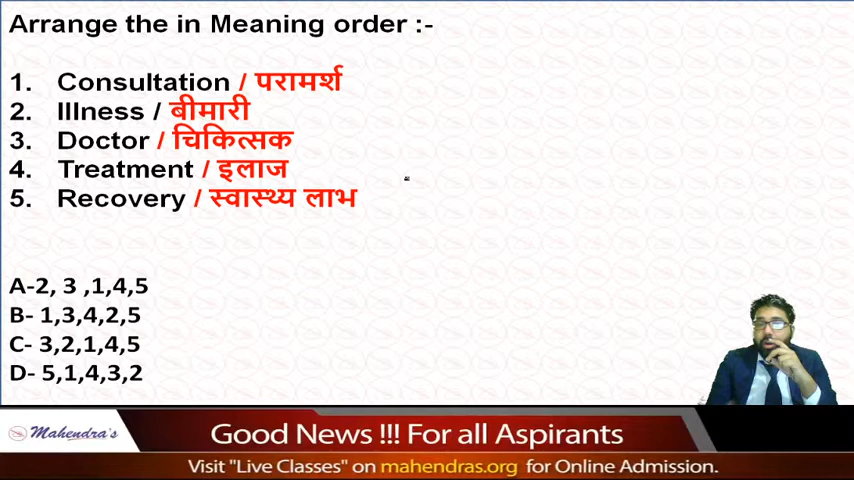 Arrange the in Meaning order :-
1. Consultation / परामर्श
2. Illness / बीमारी
3. Doctor / चिकित्सक
4. Treatment / इलाज
5. Recovery / स्वास्थ्य लाभ
A-2, 3 ,1,4,5
B- 1,3,4,2,5
C- 3,2,1,4,5
D- 5,1,4,3,2
Mahendra's
Good News !!! For all Aspirants
Visit "Live Classes" on mahendras.org for Online Admission.